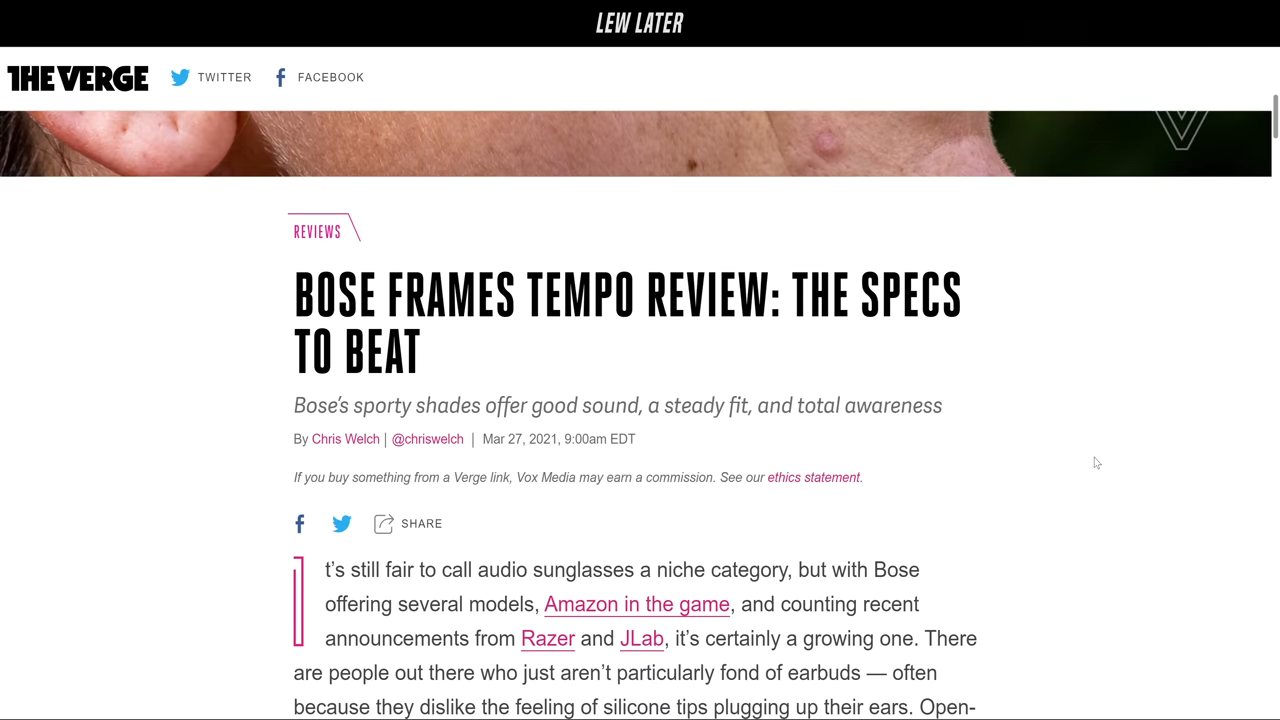 LEW LATER
THE VERGE TWITTER FACEBOOK
REVIEWS
BOSE FRAMES TEMPO REVIEW: THE SPECS
TO BEAT
Bose’s sporty shades offer good sound, a steady fit, and total awareness
By Chris Welch | @chriswelch | Mar 27, 2021, 9:00am EDT
If you buy something from a Verge link, Vox Media may earn a commission. See our ethics statement.
SHARE
It’s still fair to call audio sunglasses a niche category, but with Bose
offering several models, Amazon in the game, and counting recent
announcements from Razer and JLab, it’s certainly a growing one. There
are people out there who just aren’t particularly fond of earbuds — often
because they dislike the feeling of silicone tips plugging up their ears. Open-